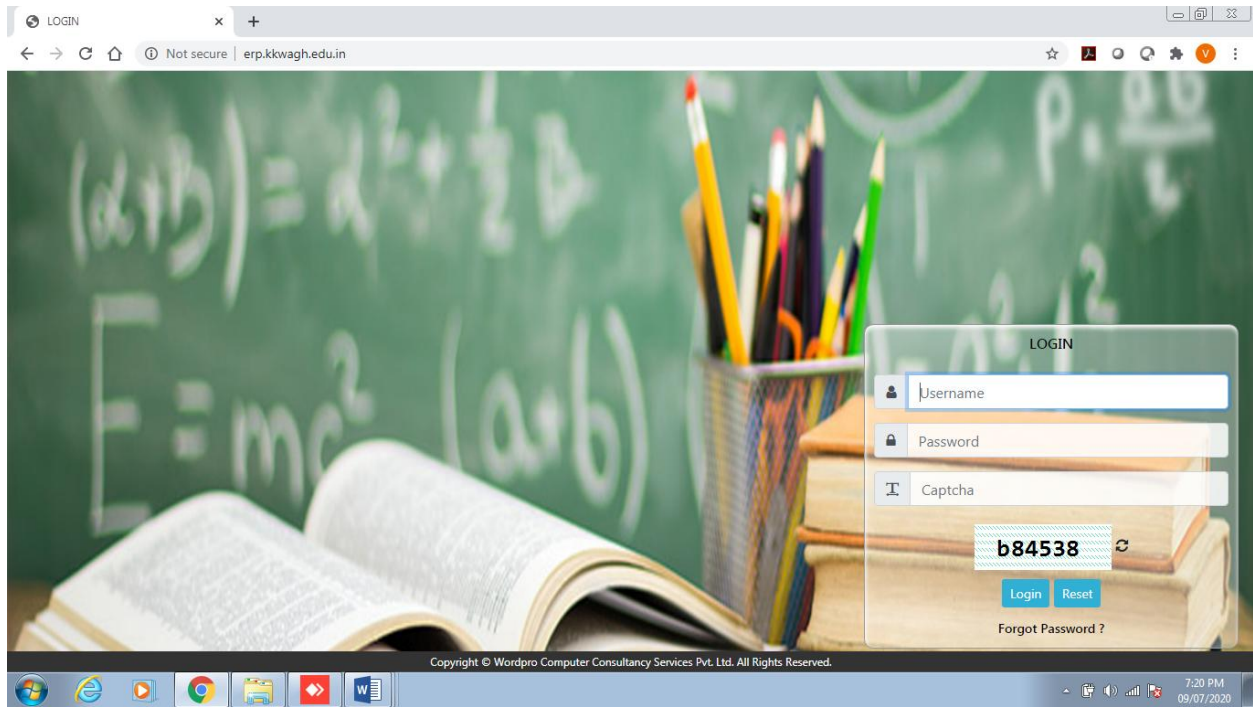 LOGIN
Not secure | erp.kkwagh.edu.in
V
(α+β)
E = mc² (a+b)
LOGIN
Username
Password
Captcha
b84538
Login Reset
Forgot Password ?
Copyright © Wordpro Computer Consultancy Services Pvt. Ltd. All Rights Reserved.
7:20 PM
09/07/2020